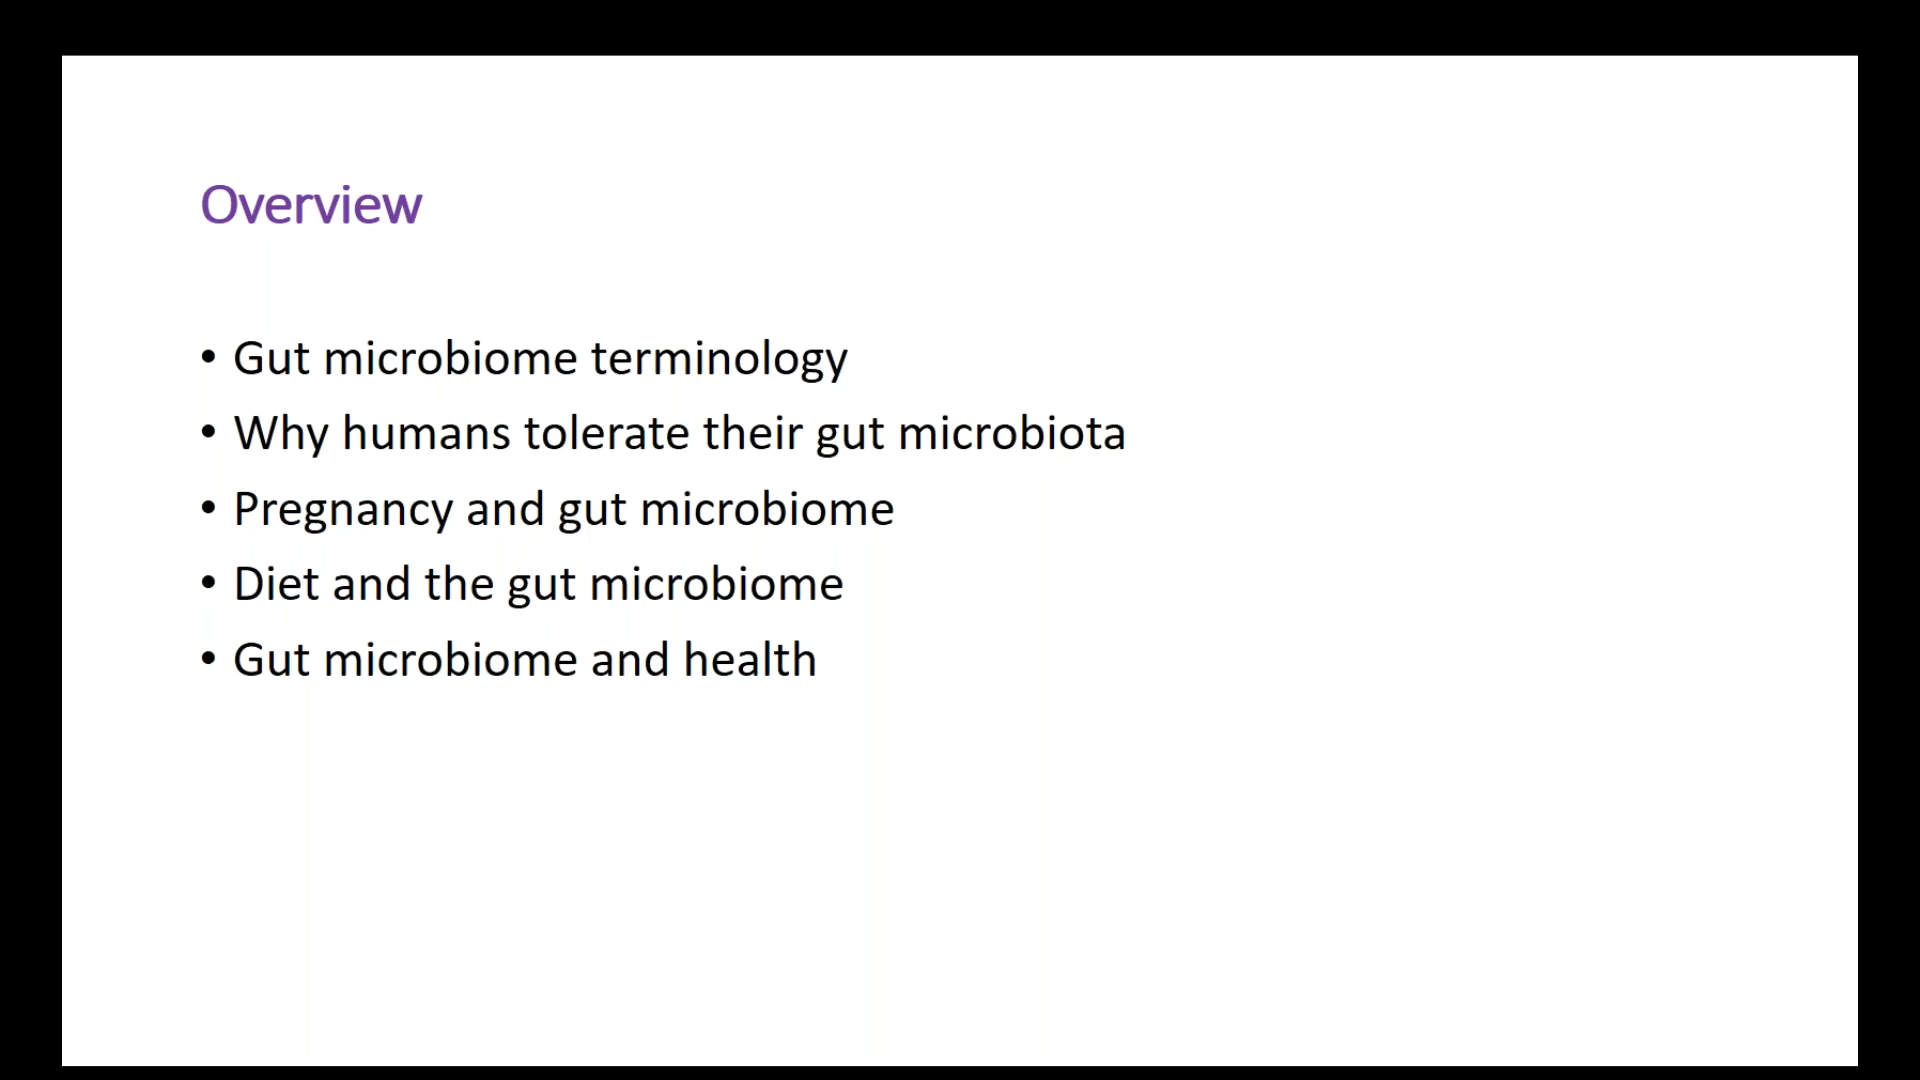 Overview
• Gut microbiome terminology
• Why humans tolerate their gut microbiota
• Pregnancy and gut microbiome
• Diet and the gut microbiome
• Gut microbiome and health